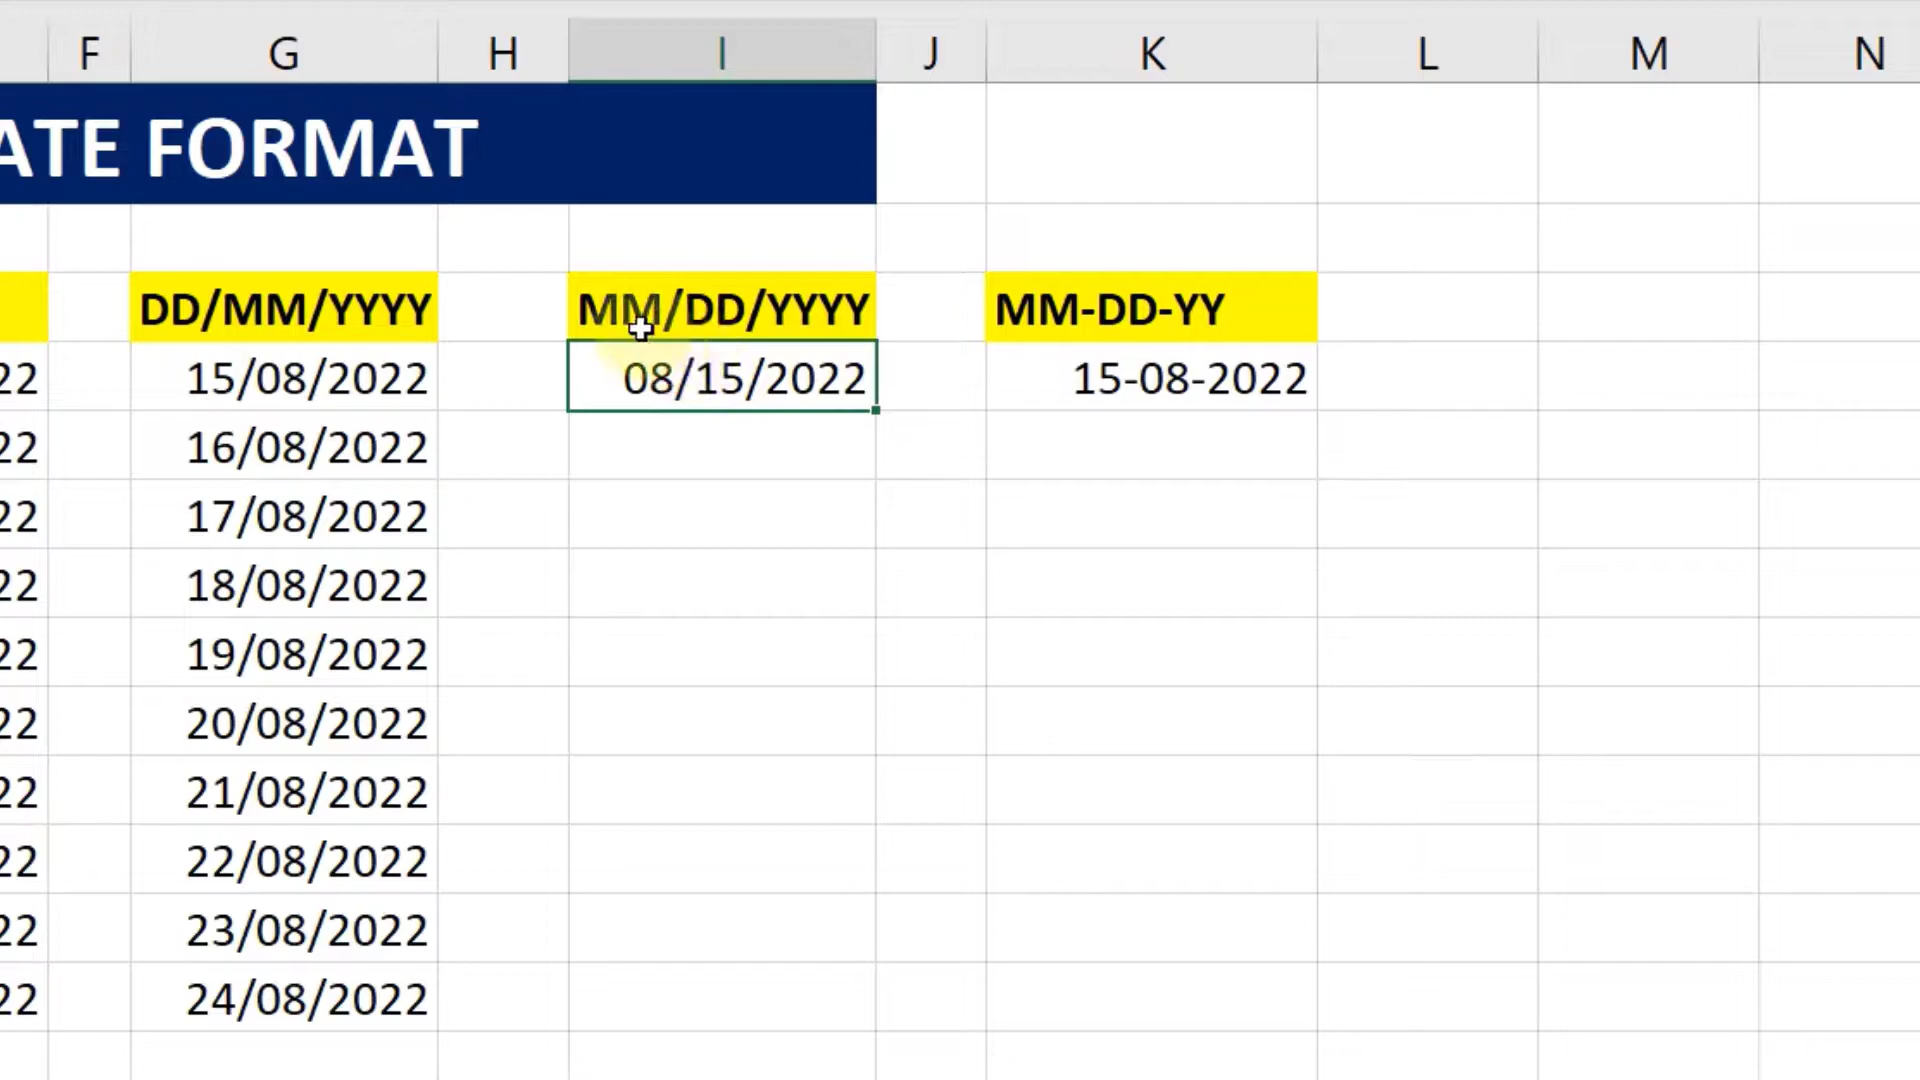 F G H I J K L M N
ATE FORMAT
DD/MM/YYYY MM/DD/YYYY MM-DD-YY
22 15/08/2022 08/15/2022 15-08-2022
22 16/08/2022
22 17/08/2022
22 18/08/2022
22 19/08/2022
22 20/08/2022
22 21/08/2022
22 22/08/2022
22 23/08/2022
22 24/08/2022